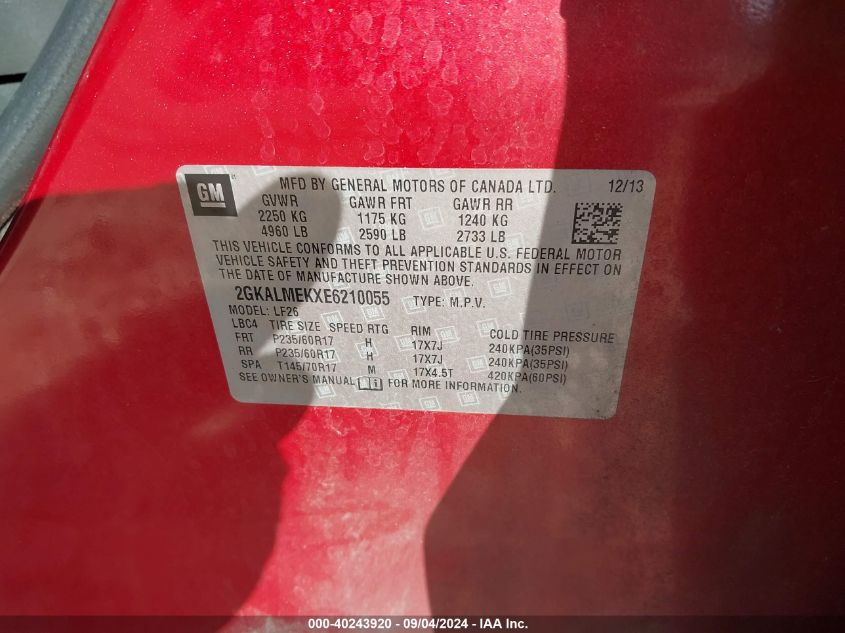 GM
MFD BY GENERAL MOTORS OF CANADA LTD. 12/13
GVWR GAWR FRT GAWR RR
2250 KG 1175 KG 1240 KG
4960 LB 2590 LB 2733 LB
THIS VEHICLE CONFORMS TO ALL APPLICABLE U.S. FEDERAL MOTOR
VEHICLE SAFETY AND THEFT PREVENTION STANDARDS IN EFFECT ON
THE DATE OF MANUFACTURE SHOWN ABOVE.
2GKALMEKXE6210055 TYPE: M.P.V.
MODEL: LF26
LBC4 TIRE SIZE SPEED RTG RIM COLD TIRE PRESSURE
FRT P235/60R17 H 17X7J 240KPA(35PSI)
RR P235/60R17 H 17X7J 240KPA(35PSI)
SPA T145/70R17 M 17X4.5T 420KPA(60PSI)
SEE OWNER'S MANUAL FOR MORE INFORMATION.
000-40243920 - 09/04/2024 - IAA Inc.